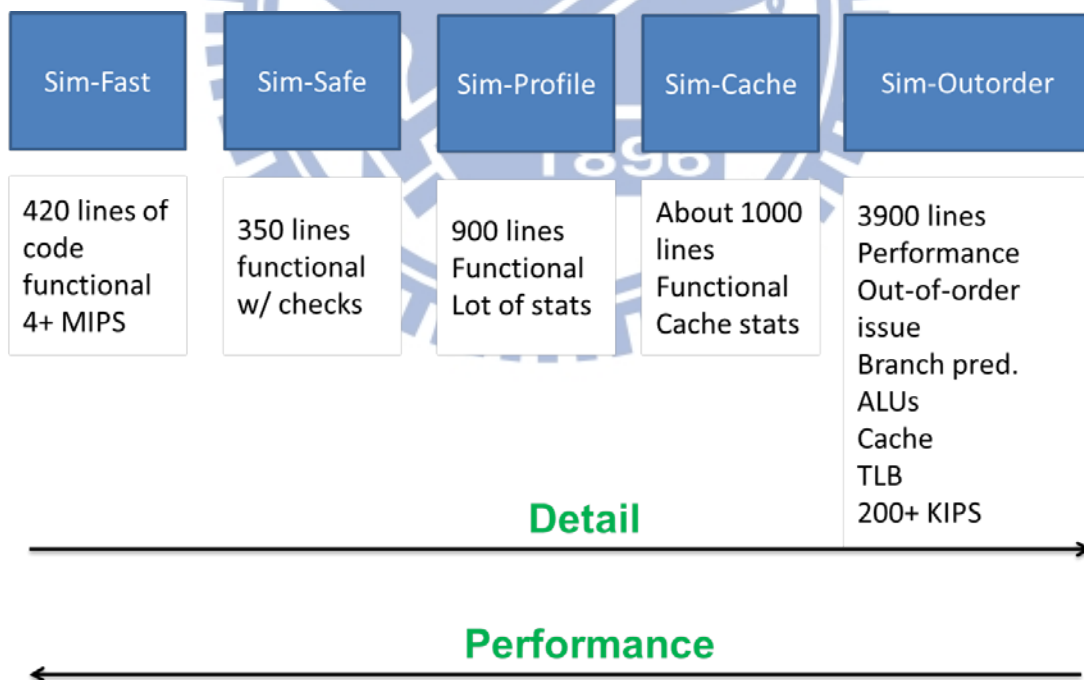 Sim-Fast
Sim-Safe
Sim-Profile
Sim-Cache
Sim-Outorder
1896
420 lines of
code
functional
4+ MIPS
350 lines
functional
w/ checks
900 lines
Functional
Lot of stats
About 1000
lines
Functional
Cache stats
3900 lines
Performance
Out-of-order
issue
Branch pred.
ALUs
Cache
TLB
200+ KIPS
Detail
Performance